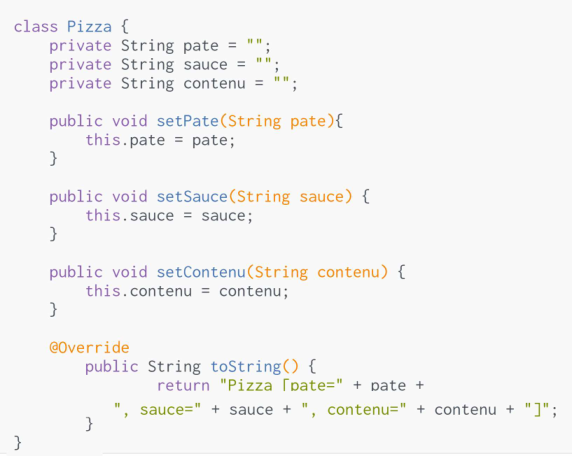 class Pizza {
    private String pate = "";
    private String sauce = "";
    private String contenu = "";
    public void setPate(String pate){
        this.pate = pate;
    }
    public void setSauce(String sauce) {
        this.sauce = sauce;
    }
    public void setContenu(String contenu) {
        this.contenu = contenu;
    }
    @Override
        public String toString() {
                return "Pizza [pate=" + pate +
            ", sauce=" + sauce + ", contenu=" + contenu + "]";
        }
}